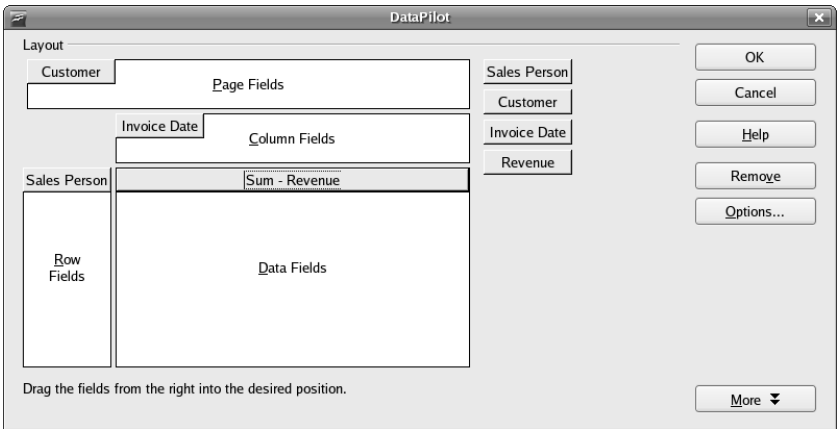 DataPilot
Layout
Customer
Page Fields
Invoice Date
Column Fields
Sales Person
Sum - Revenue
Row
Fields
Data Fields
Sales Person
Customer
Invoice Date
Revenue
OK
Cancel
Help
Remove
Options...
Drag the fields from the right into the desired position.
More